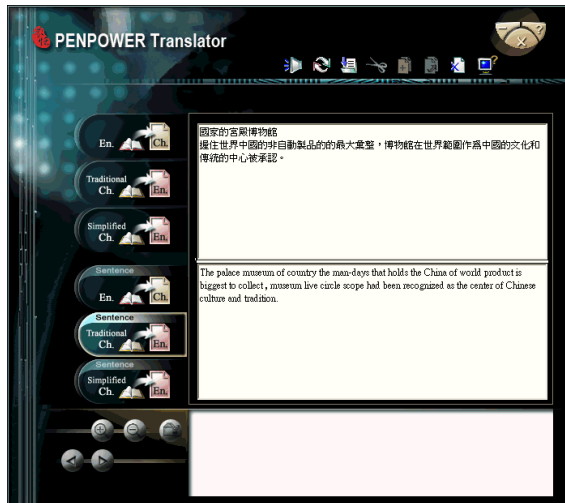 PENPOWER Translator
En. Ch.
Traditional
Ch. En.
Simplified
Ch. En.
Sentence
En. Ch.
Sentence
Traditional
Ch. En.
Sentence
Simplified
Ch. En.
國家的宮殿博物館
握住世界中國的非自動製品的的最大彙整，博物館在世界範圍作爲中國的文化和
傳統的中心被承認。
The palace museum of country the man-days that holds the China of world product is
biggest to collect, museum live circle scope had been recognized as the center of Chinese
culture and tradition.